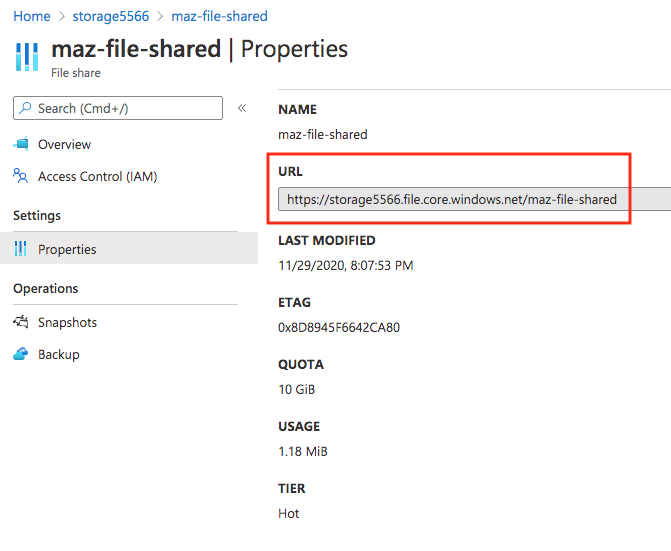 Home > storage5566 > maz-file-shared
maz-file-shared | Properties
File share
Search (Cmd+/)
«
Overview
Access Control (IAM)
Settings
Properties
Operations
Snapshots
Backup
NAME
maz-file-shared
URL
https://storage5566.file.core.windows.net/maz-file-shared
LAST MODIFIED
11/29/2020, 8:07:53 PM
ETAG
0x8D8945F6642CA80
QUOTA
10 GiB
USAGE
1.18 MiB
TIER
Hot